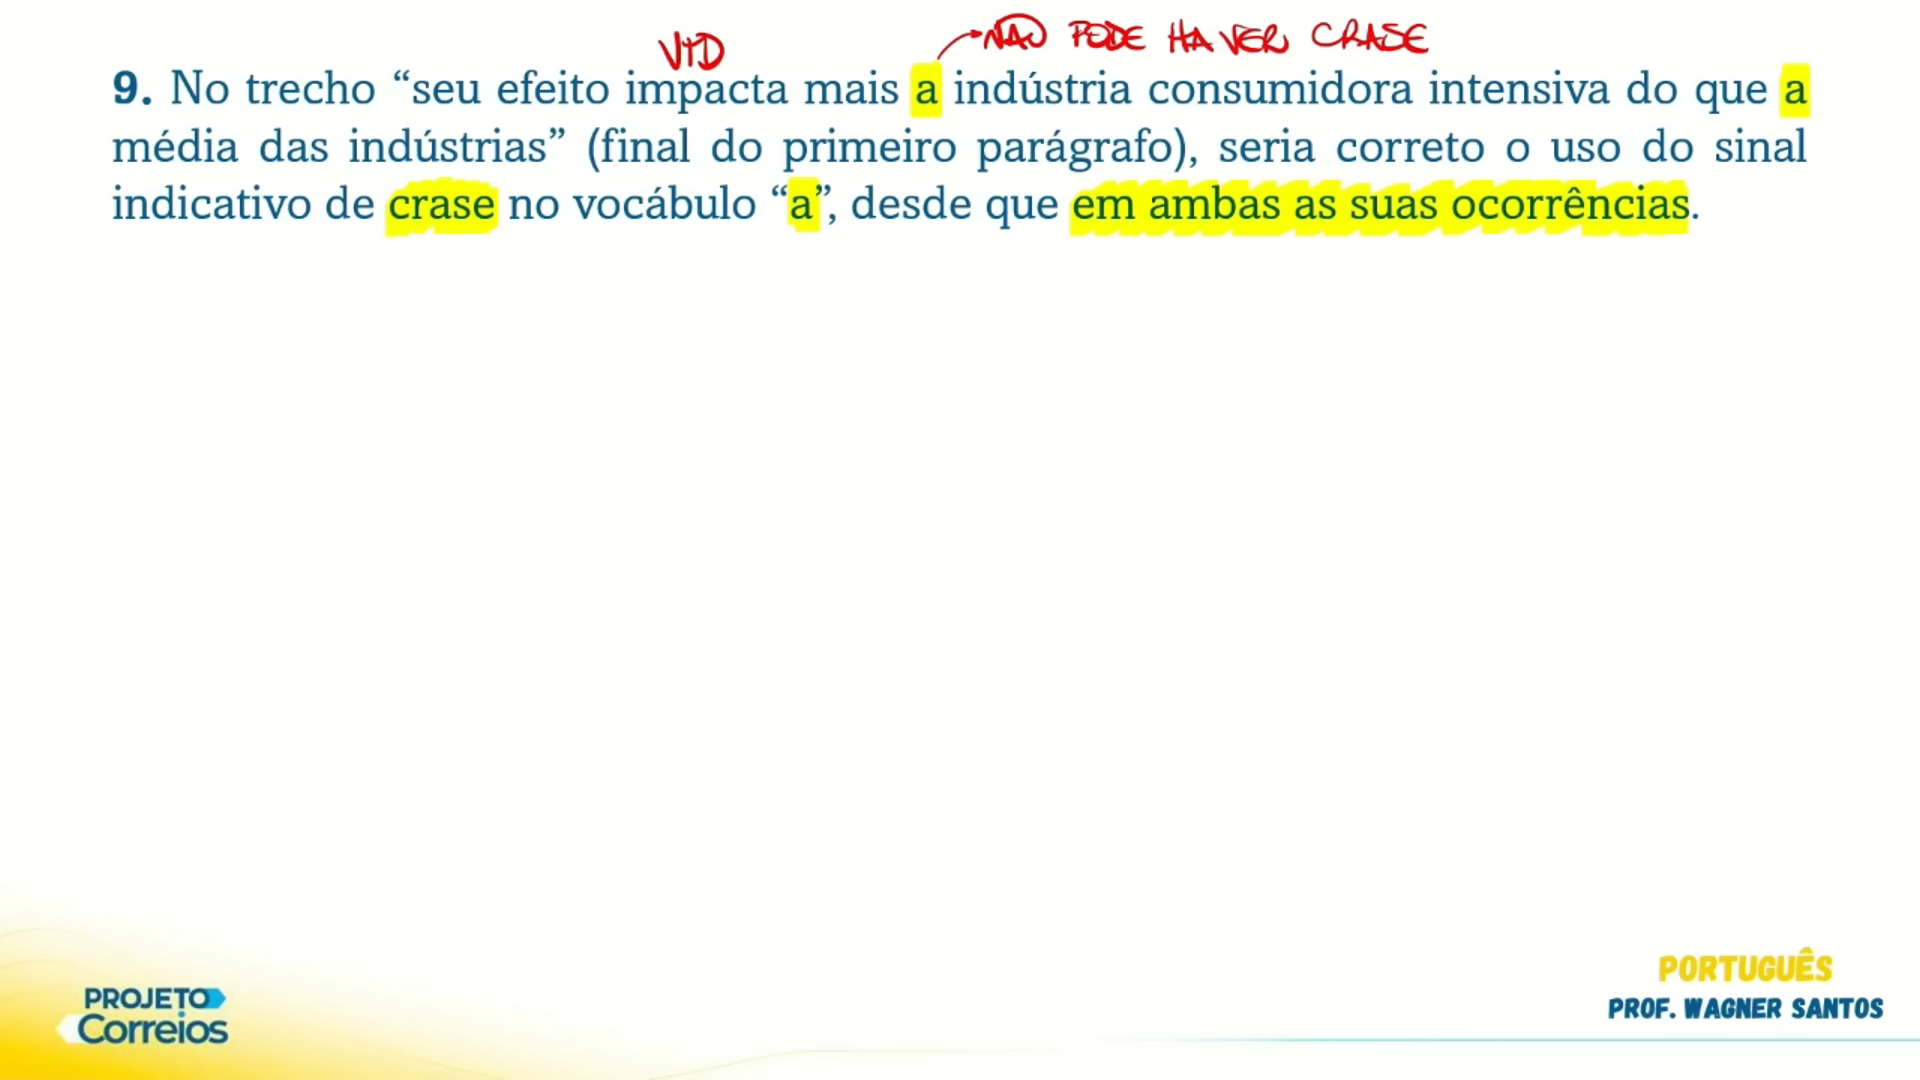 VTD
NÃO PODE HAVER CRASE
9. No trecho “seu efeito impacta mais a indústria consumidora intensiva do que a
média das indústrias” (final do primeiro parágrafo), seria correto o uso do sinal
indicativo de crase no vocábulo “a”, desde que em ambas as suas ocorrências.
PORTUGUÊS
PROF. WAGNER SANTOS
PROJETO
Correios